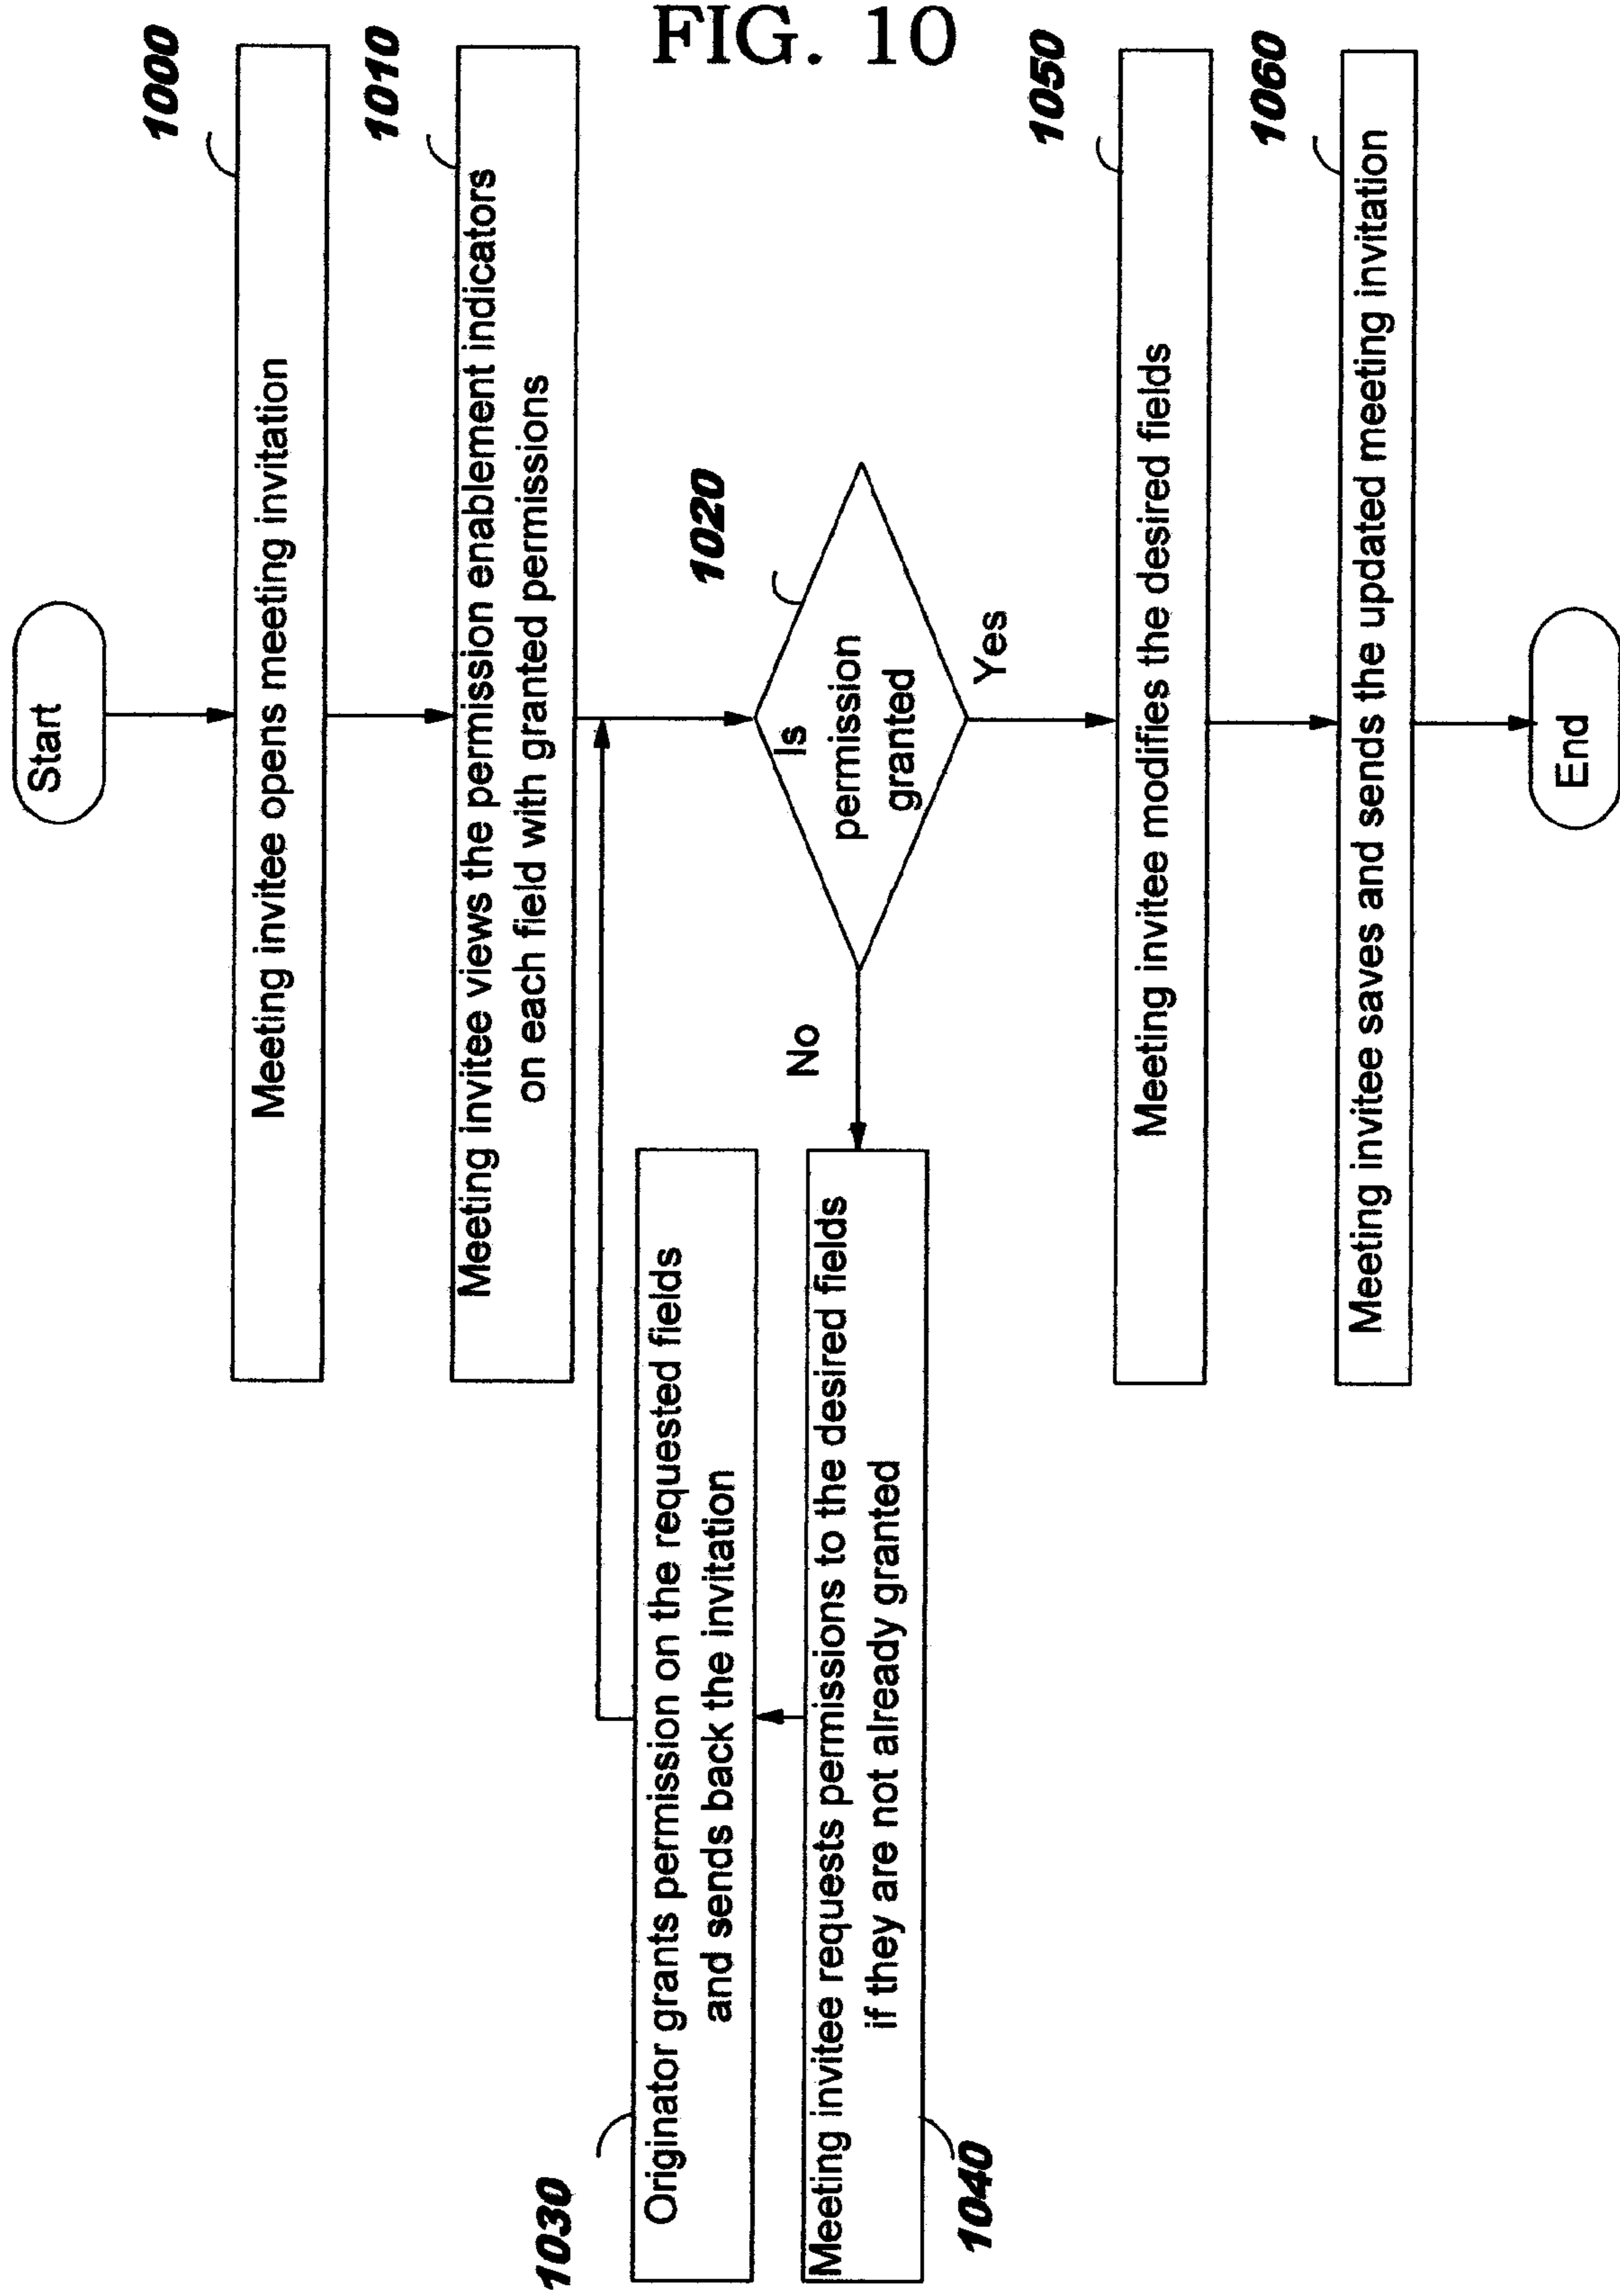 FIG. 10
Start
1000
Meeting invitee opens meeting invitation
1010
Meeting invitee views the permission enablement indicators
on each field with granted permissions
1020
Is
permission
granted
No
Yes
1030
Originator grants permission on the requested fields
and sends back the invitation
Meeting invitee requests permissions to the desired fields
if they are not already granted
1040
1050
Meeting invitee modifies the desired fields
1060
Meeting invitee saves and sends the updated meeting invitation
End